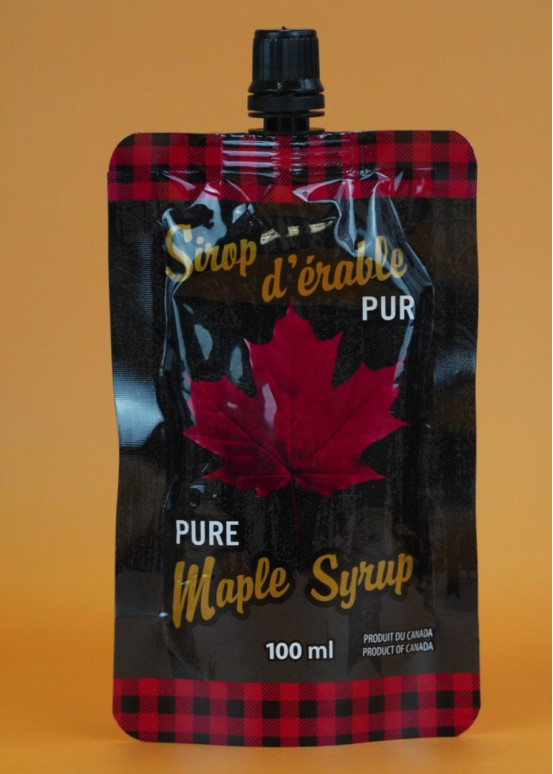 Sirop
d'érable
PUR
PURE
Maple Syrup
100 ml
PRODUIT DU CANADA
PRODUCT OF CANADA